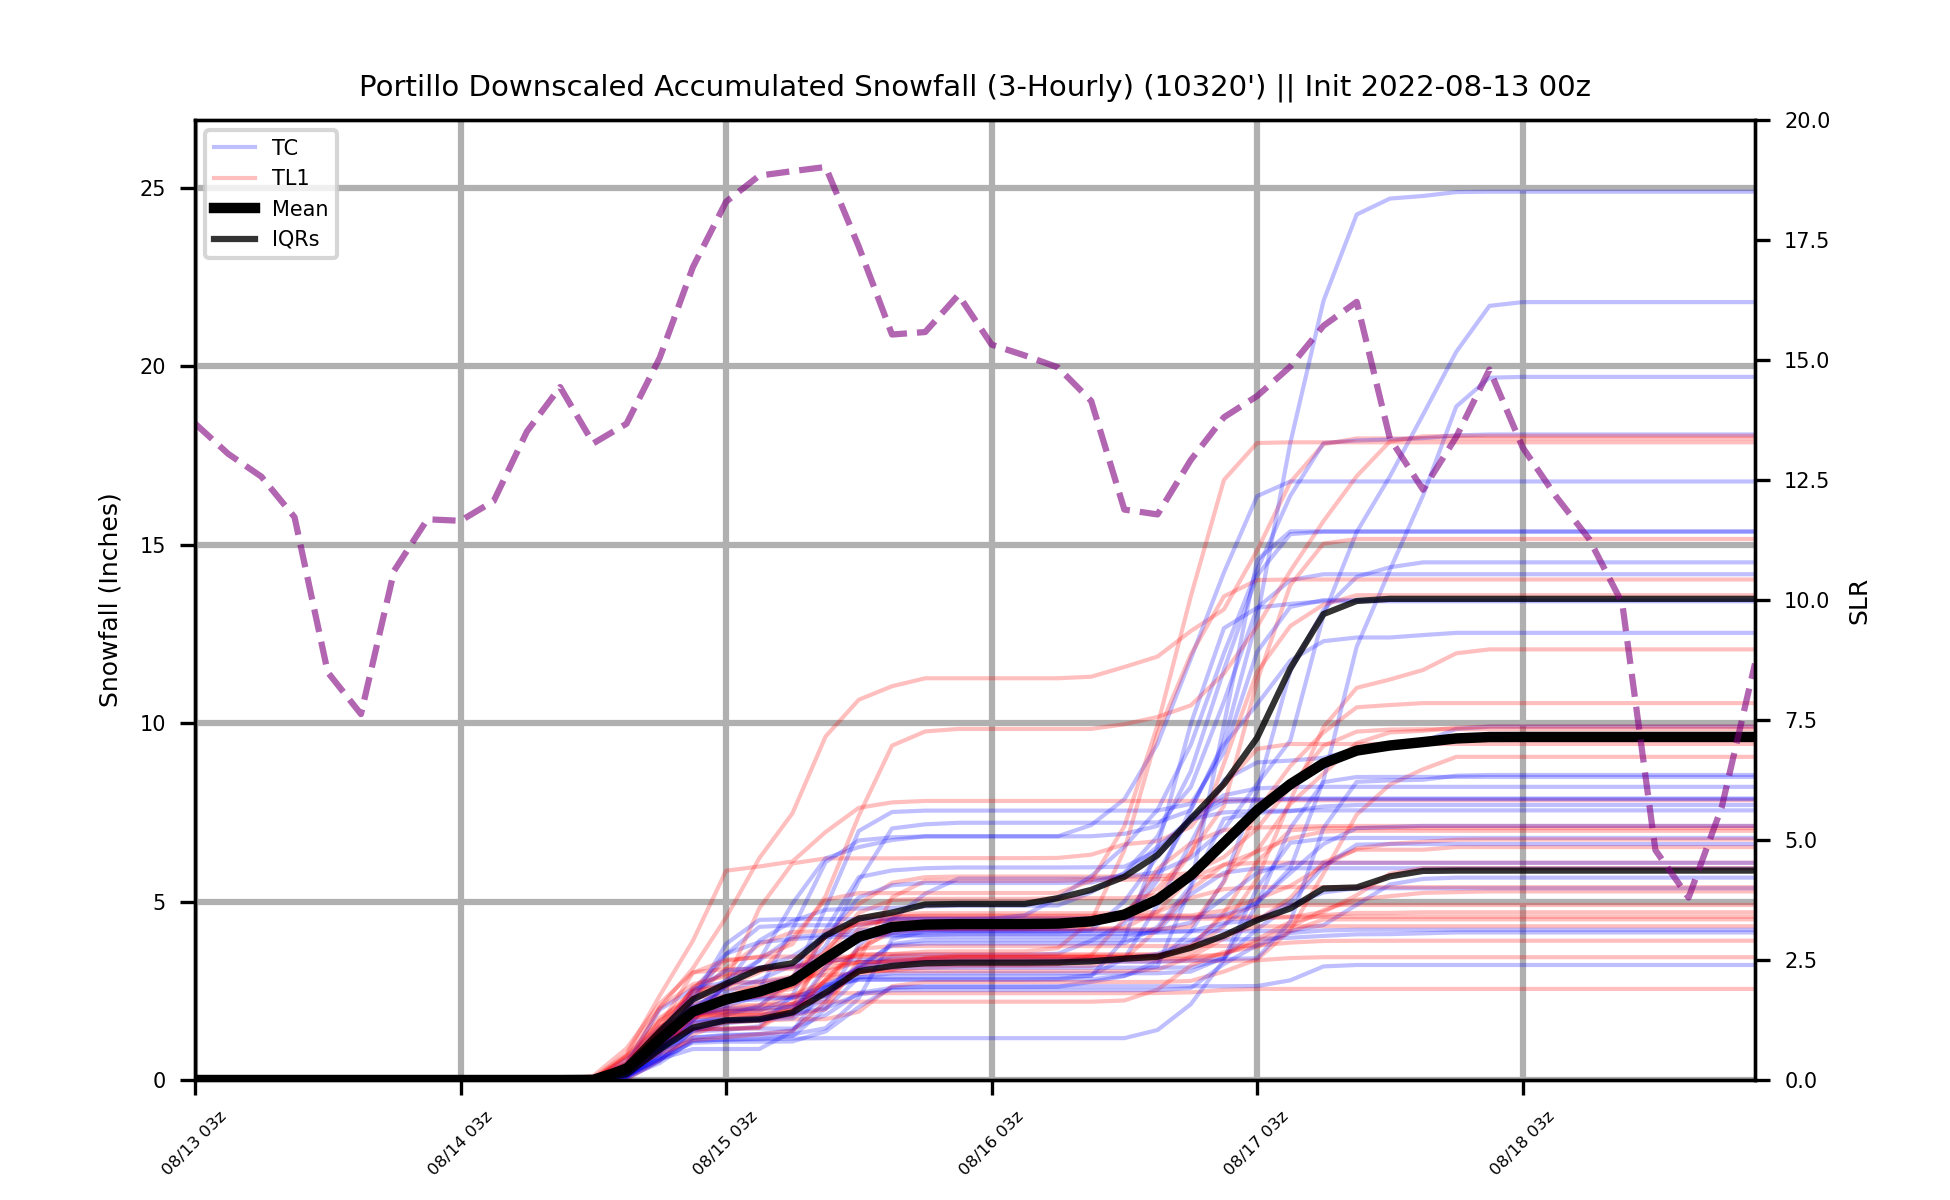 Portillo Downscaled Accumulated Snowfall (3-Hourly) (10320') || Init 2022-08-13 00z
TC
TL1
Mean
IQRs
Snowfall (Inches)
25
20
15
10
5
0
20.0
17.5
15.0
12.5
10.0
7.5
5.0
2.5
0.0
SLR
08/13 03z
08/14 03z
08/15 03z
08/16 03z
08/17 03z
08/18 03z